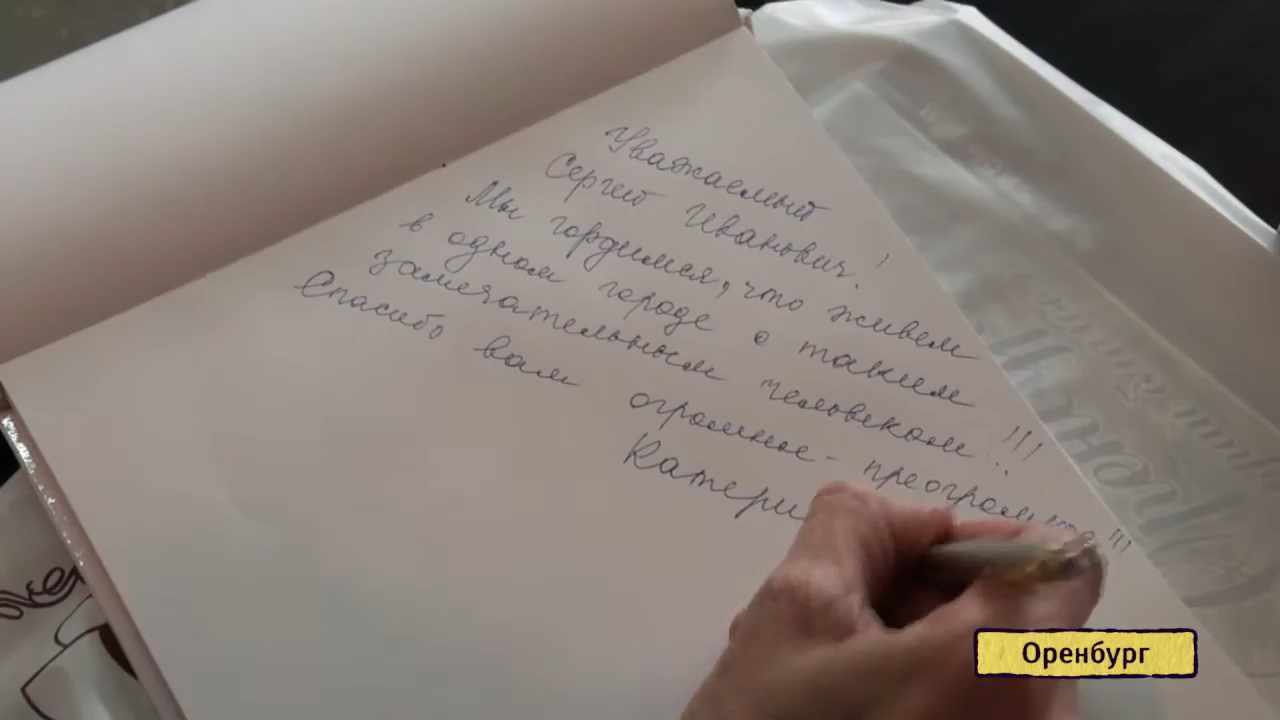 Уважаемый
Сергей Иванович!
Мы гордимся, что живем
в одном городе с таким
замечательным человеком!!!
Спасибо вам огромное-преогромное!!!
Катери
Оренбург